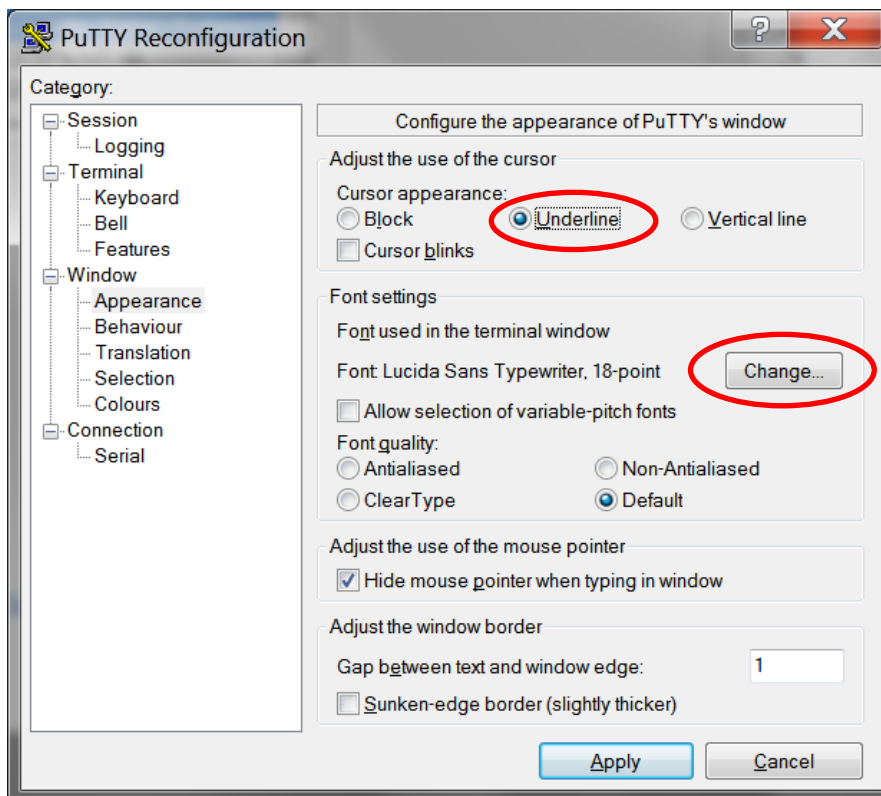 PuTTY Reconfiguration
?
X
Category:
Session
Logging
Terminal
Keyboard
Bell
Features
Window
Appearance
Behaviour
Translation
Selection
Colours
Connection
Serial
Configure the appearance of PuTTY's window
Adjust the use of the cursor
Cursor appearance:
Block Underline Vertical line
Cursor blinks
Font settings
Font used in the terminal window
Font: Lucida Sans Typewriter, 18-point Change...
Allow selection of variable-pitch fonts
Font quality:
Antialiased Non-Antialiased
ClearType Default
Adjust the use of the mouse pointer
Hide mouse pointer when typing in window
Adjust the window border
Gap between text and window edge: 1
Sunken-edge border (slightly thicker)
Apply Cancel